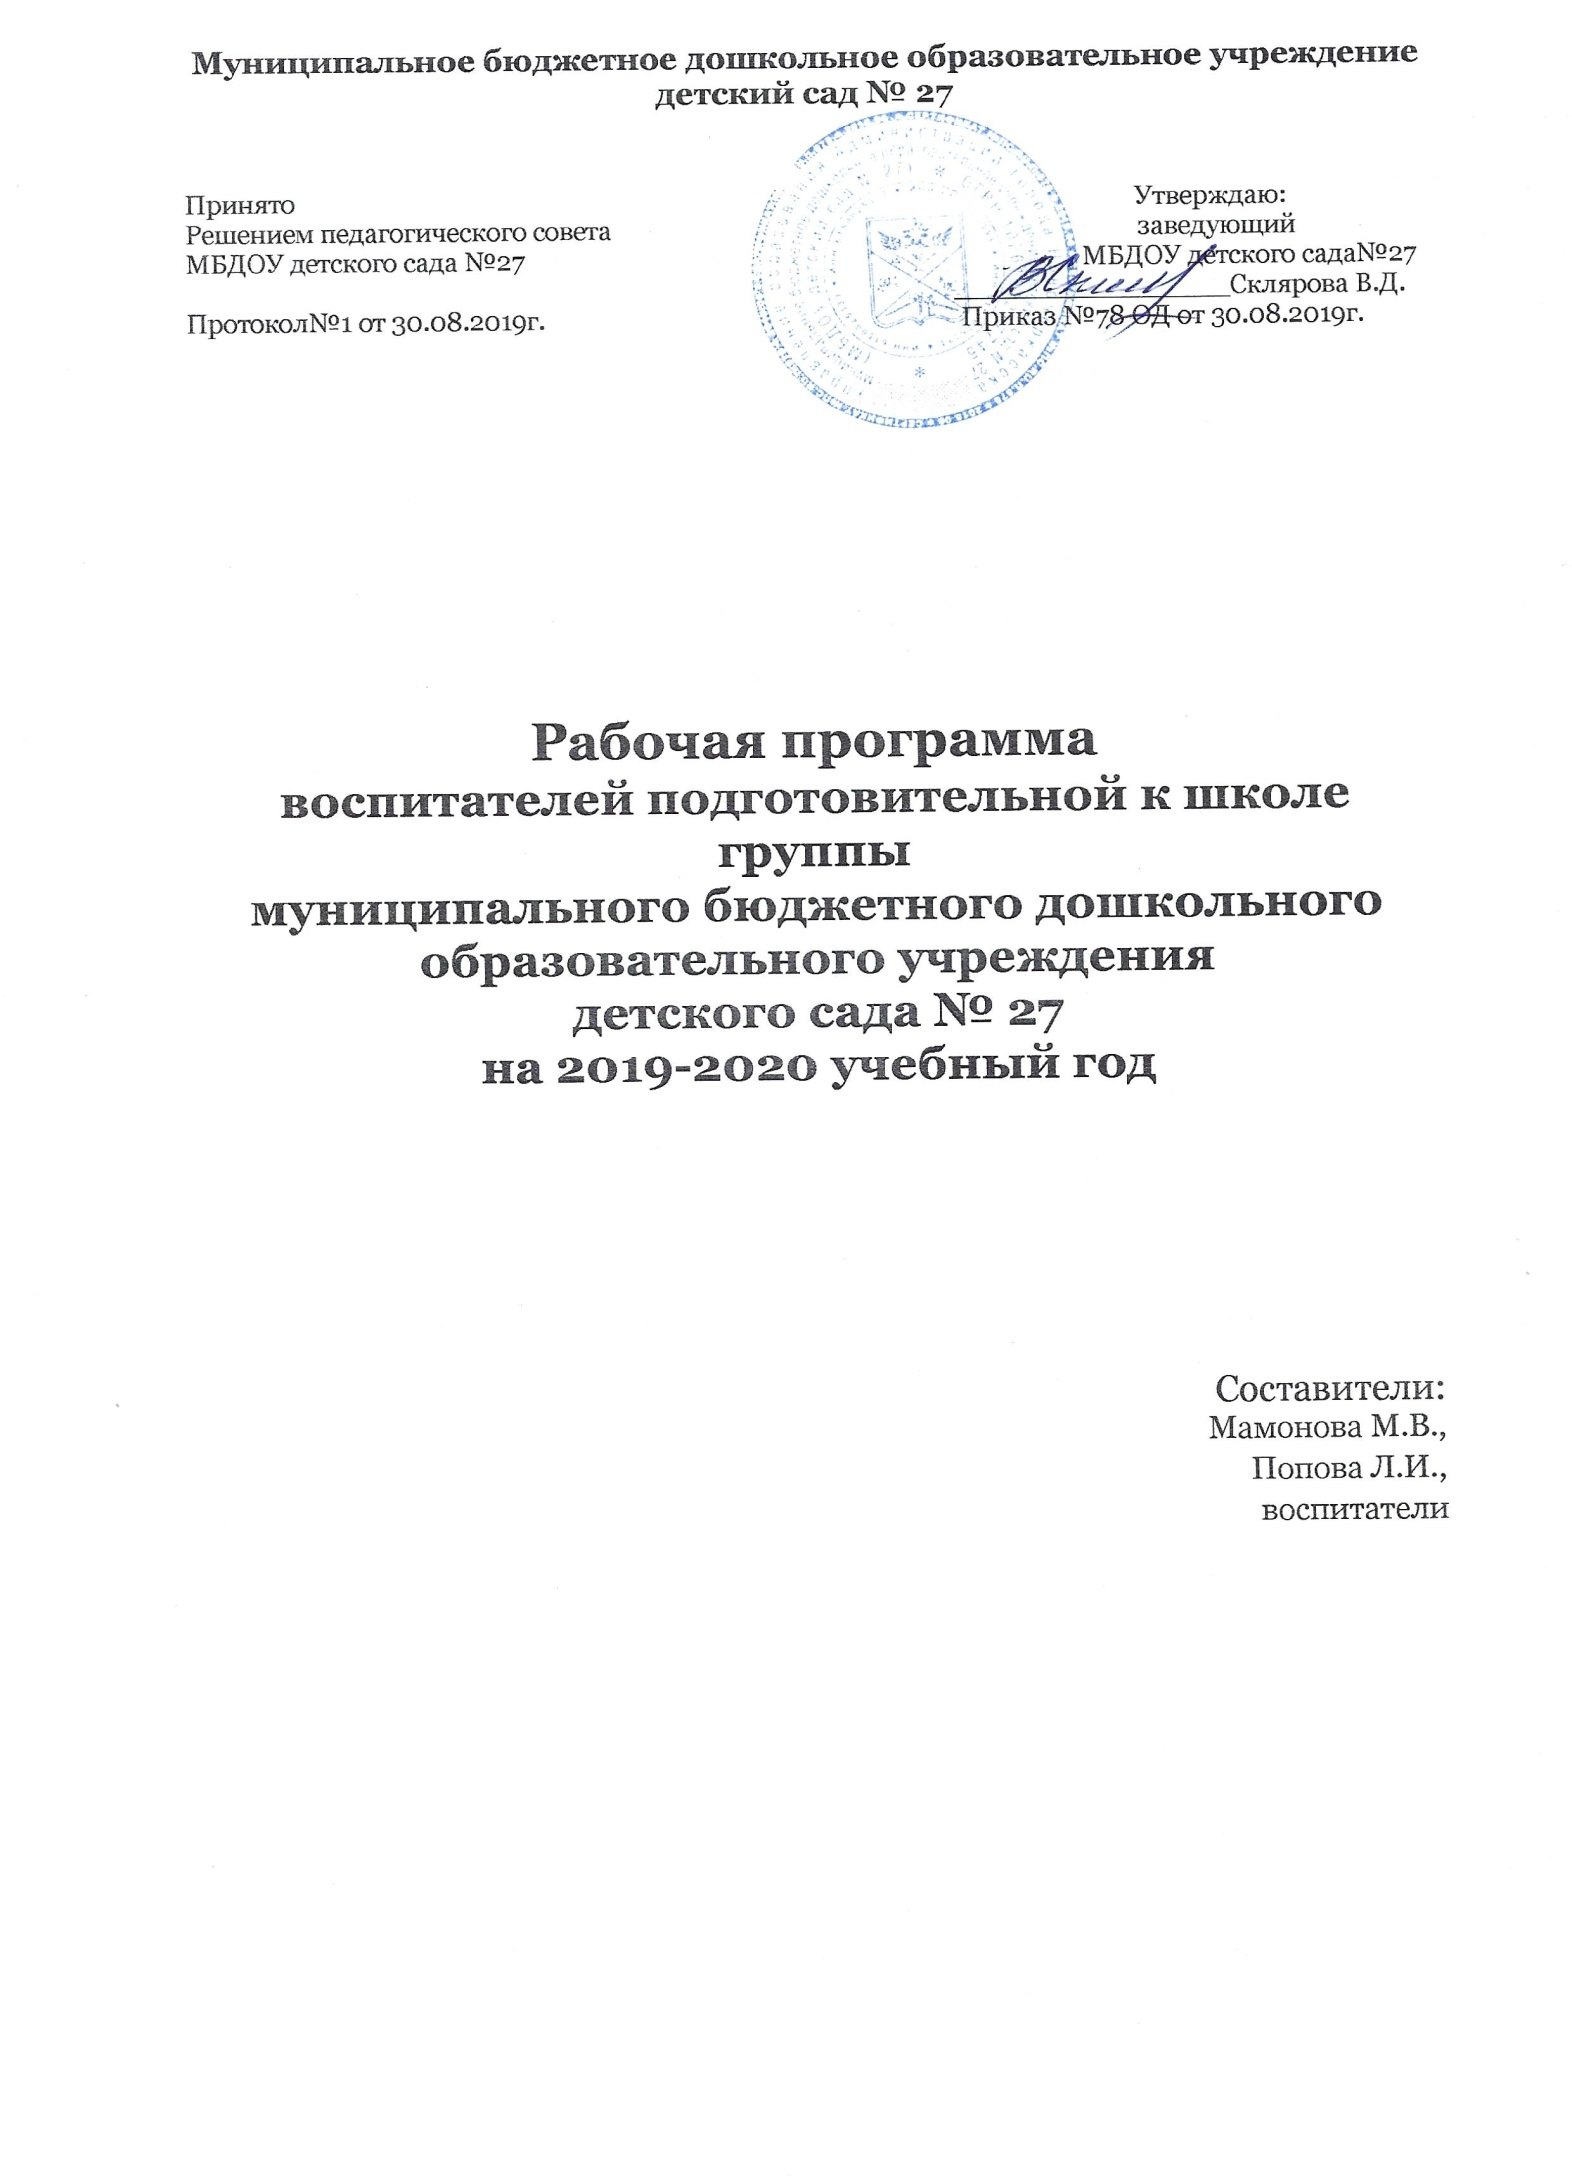 Муниципальное бюджетное дошкольное образовательное учреждение
детский сад № 27
Принято
Решением педагогического совета
МБДОУ детского сада №27
Протокол№1 от 30.08.2019г.
Утверждаю:
заведующий
МБДОУ детского сада№27
Склярова В.Д.
Приказ №78 ОД от 30.08.2019г.
Рабочая программа
воспитателей подготовительной к школе
группы
муниципального бюджетного дошкольного
образовательного учреждения
детского сада № 27
на 2019-2020 учебный год
Составители:
Мамонова М.В.,
Попова Л.И.,
воспитатели